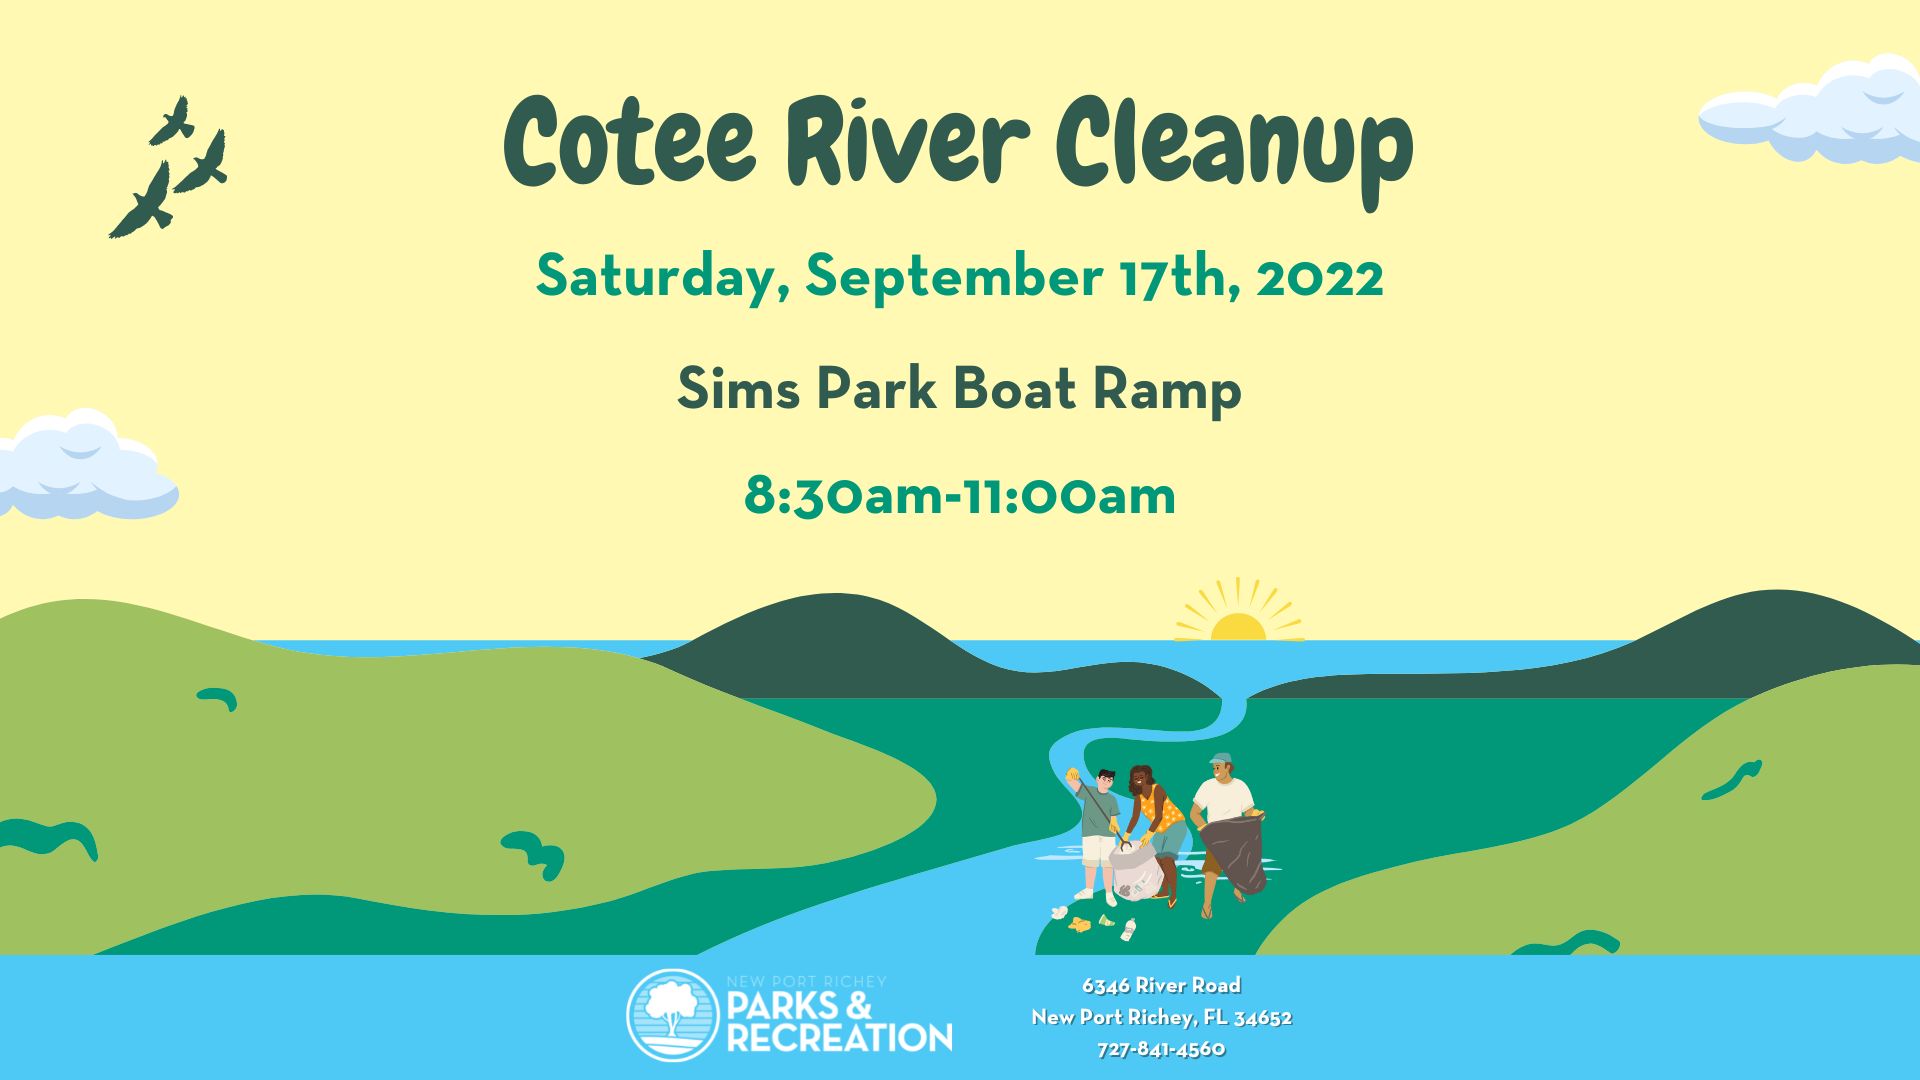 Cotee River Cleanup
Saturday, September 17th, 2022
Sims Park Boat Ramp
8:30am-11:00am
NEW PORT RICHEY
PARKS &
RECREATION
6346 River Road
New Port Richey, FL 34652
727-841-4560